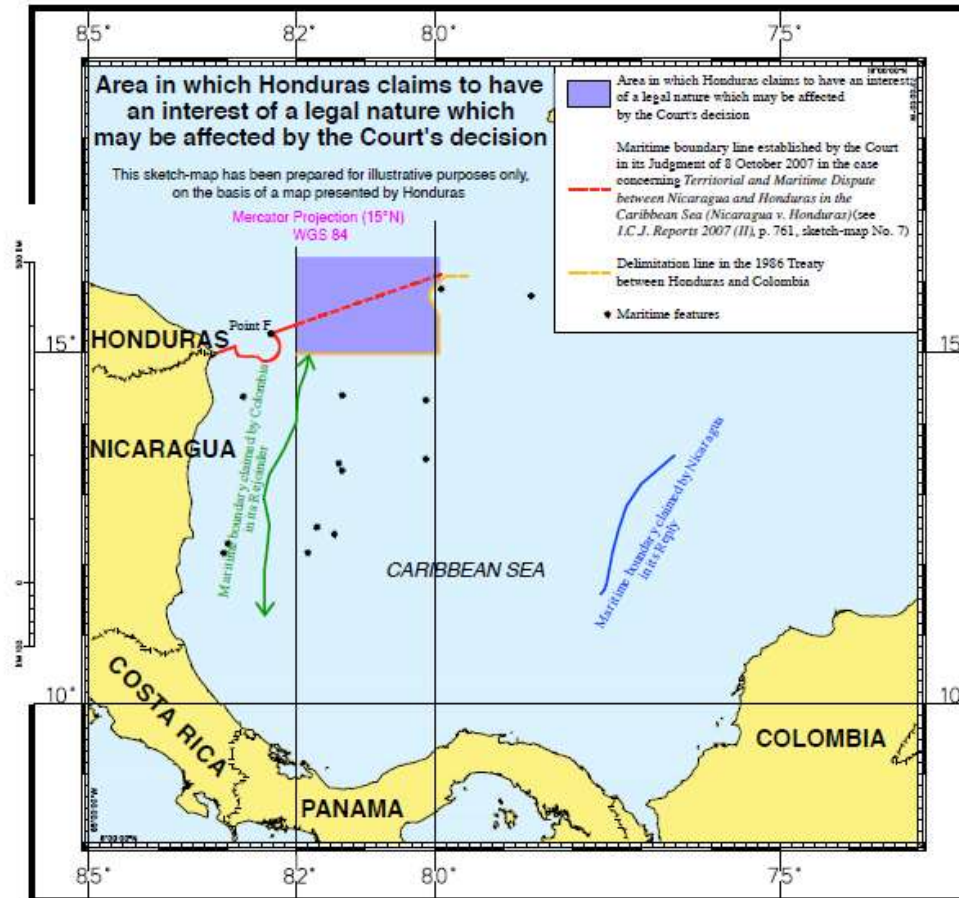 85°
82°
80°
75°
Area in which Honduras claims to have
an interest of a legal nature which
may be affected by the Court's decision
This sketch-map has been prepared for illustrative purposes only,
on the basis of a map presented by Honduras
Mercator Projection (15°N)
WGS 84
Area in which Honduras claims to have an interest
of a legal nature which may be affected
by the Court's decision
Maritime boundary line established by the Court
in its Judgment of 8 October 2007 in the case
concerning Territorial and Maritime Dispute
between Nicaragua and Honduras in the
Caribbean Sea (Nicaragua v. Honduras) (see
I.C.J. Reports 2007 (II), p. 761, sketch-map No. 7)
Delimitation line in the 1986 Treaty
between Honduras and Colombia
Maritime features
Point F
HONDURAS
15°
15
NICARAGUA
Maritime boundary claimed by Colombia
in its Rejoinder
Maritime boundary claimed by Nicaragua
in its Reply
CARIBBEAN SEA
COSTA RICA
10°
10
PANAMA
COLOMBIA
85°
82°
80°
75°